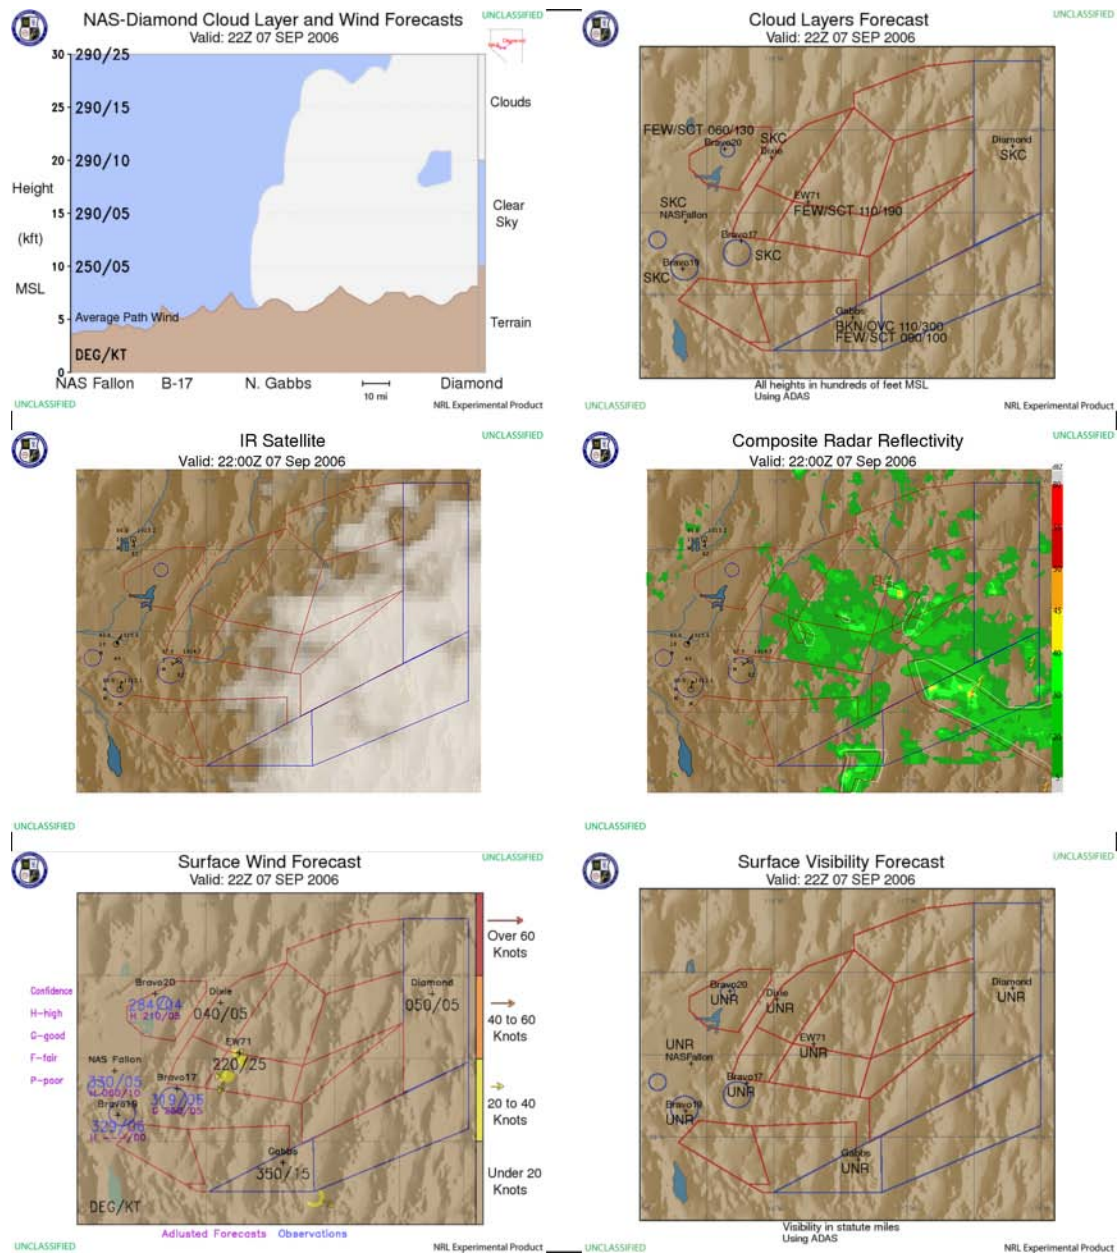 NAS-Diamond Cloud Layer and Wind Forecasts
UNCLASSIFIED
Valid: 22Z 07 SEP 2006
30
290/25
25
290/15
20
290/10
Height
15
290/05
(kft)
10
250/05
MSL
5
Average Path Wind
DEG/KT
0
Clouds
Clear
Sky
Terrain
NAS Fallon
B-17
N. Gabbs
10 mi
Diamond
UNCLASSIFIED
NRL Experimental Product
Cloud Layers Forecast
UNCLASSIFIED
Valid: 22Z 07 SEP 2006
FEW/SCT 060/130
Bravo20
SKC
Dixie
Diamond
SKC
EW71
FEW/SCT 110/190
SKC
NASFallon
Bravo17
SKC
Bravo19
SKC
Gabbs
BKN/OVC 110/300
FEW/SCT 090/100
All heights in hundreds of feet MSL
Using ADAS
UNCLASSIFIED
NRL Experimental Product
IR Satellite
UNCLASSIFIED
Valid: 22:00Z 07 Sep 2006
UNCLASSIFIED
Composite Radar Reflectivity
UNCLASSIFIED
Valid: 22:00Z 07 Sep 2006
UNCLASSIFIED
Surface Wind Forecast
UNCLASSIFIED
Valid: 22Z 07 SEP 2006
Confidence
H-high
G-good
F-fair
P-poor
Bravo20
284/04
H 210/05
Dixie
040/05
Diamond
050/05
EW71
220/25
NAS Fallon
330/05
Bravo17
319/06
Bravo19
Gabbs
350/15
DEG/KT
Over 60
Knots
40 to 60
Knots
20 to 40
Knots
Under 20
Knots
Adjusted Forecasts
Observations
UNCLASSIFIED
NRL Experimental Product
Surface Visibility Forecast
UNCLASSIFIED
Valid: 22Z 07 SEP 2006
Bravo20
UNR
Dixie
UNR
Diamond
UNR
EW71
UNR
UNR
NASFallon
Bravo17
UNR
Bravo19
UNR
Gabbs
UNR
Visibility in statute miles
Using ADAS
UNCLASSIFIED
NRL Experimental Product